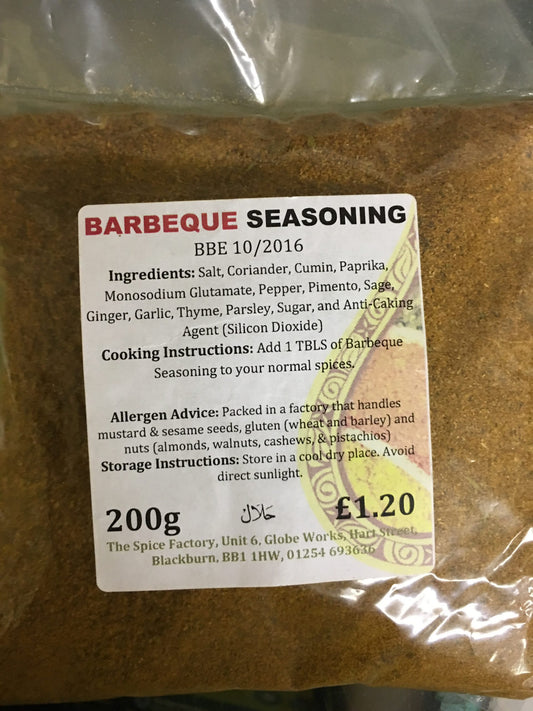 BARBEQUE SEASONING
BBE 10/2016
Ingredients: Salt, Coriander, Cumin, Paprika,
Monosodium Glutamate, Pepper, Pimento, Sage,
Ginger, Garlic, Thyme, Parsley, Sugar, and Anti-Caking
Agent (Silicon Dioxide)
Cooking Instructions: Add 1 TBLS of Barbeque
Seasoning to your normal spices.
Allergen Advice: Packed in a factory that handles
mustard & sesame seeds, gluten (wheat and barley) and
nuts (almonds, walnuts, cashews, & pistachios)
Storage Instructions: Store in a cool dry place. Avoid
direct sunlight.
200g حلال £1.20
The Spice Factory, Unit 6, Globe Works, Hart Street,
Blackburn, BB1 1HW, 01254 693636